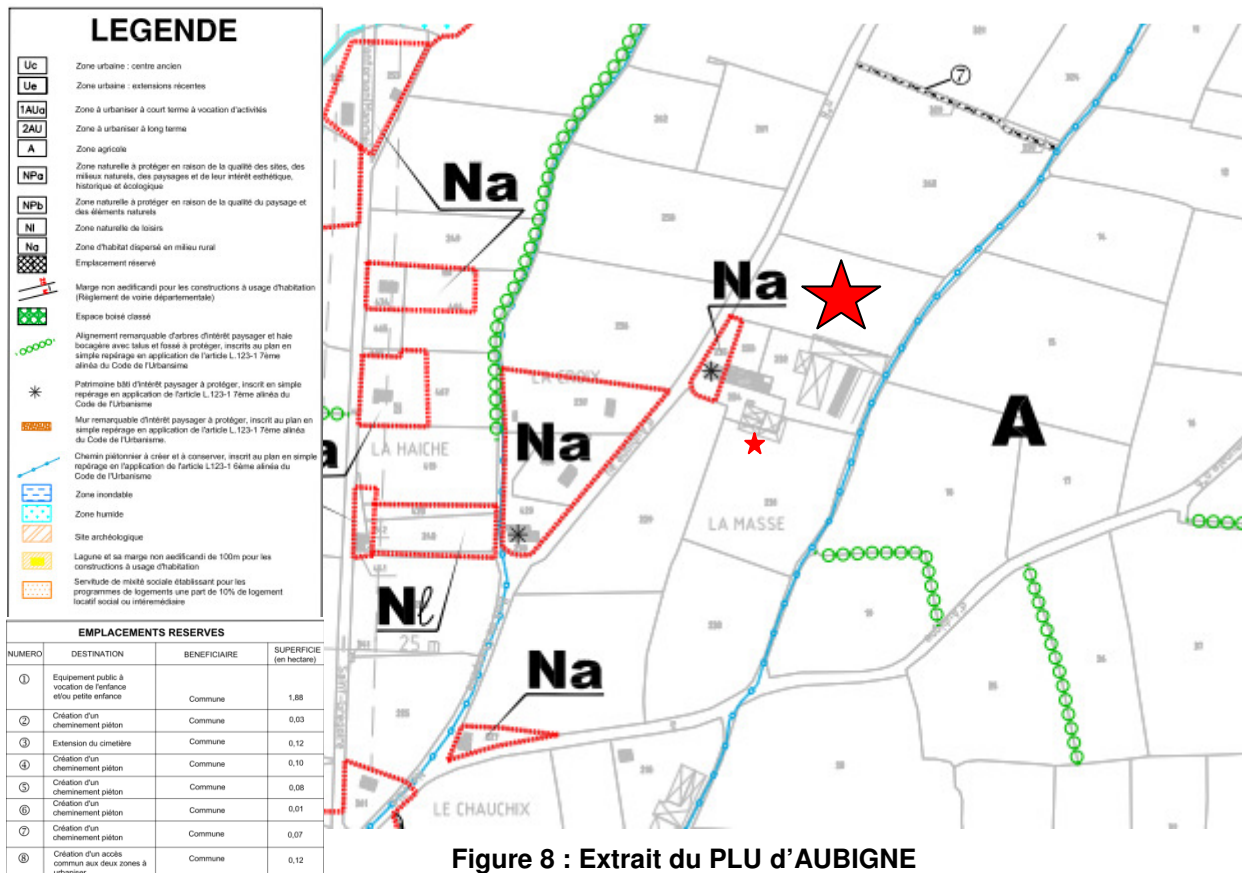 LEGENDE
Uc Zone urbaine : centre ancien
Ue Zone urbaine : extensions récentes
1AUa Zone à urbaniser à court terme à vocation d'activités
2AU Zone à urbaniser à long terme
A Zone agricole
NPa Zone naturelle à protéger en raison de la qualité des sites, des
milieux naturels, des paysages et de leur intérêt esthétique,
historique et écologique
NPb Zone naturelle à protéger en raison de la qualité du paysage et
des éléments naturels
Nl Zone naturelle de loisirs
Na Zone d'habitat dispersé en milieu rural
Emplacement réservé
Marge non aedificandi pour les constructions à usage d'habitation
(Règlement de voirie départementale)
Espace boisé classé
Alignement remarquable d'arbres d'intérêt paysager et haie
bocagère avec talus et fossé à protéger, inscrits au plan en
simple repérage en application de l'article L.123-1 7ème
alinéa du Code de l'Urbanisme
Patrimoine bâti d'intérêt paysager à protéger, inscrit en simple
repérage en application de l'article L.123-1 7ème alinéa du
Code de l'Urbanisme
Mur remarquable d'intérêt paysager à protéger, inscrit au plan en
simple repérage en application de l'article L.123-1 7ème alinéa
du Code de l'Urbanisme.
Chemin piétonnier à créer et à conserver, inscrit au plan en simple
repérage en l'application de l'article L123-1 6ème alinéa du
Code de l'Urbanisme
Zone inondable
Zone humide
Site archéologique
Lagune et sa marge non aedificandi de 100m pour les
constructions à usage d'habitation
Servitude de mixité sociale établissant pour les
programmes de logements une part de 10% de logement
locatif social ou intéremédiaire
EMPLACEMENTS RESERVES
NUMERO DESTINATION BENEFICIAIRE SUPERFICIE
(en hectare)
① Equipement public à
vocation de l'enfance
et/ou petite enfance Commune 1,88
② Création d'un
cheminement piéton Commune 0,03
③ Extension du cimetière Commune 0,12
④ Création d'un
cheminement piéton Commune 0,10
⑤ Création d'un
cheminement piéton Commune 0,08
⑥ Création d'un
cheminement piéton Commune 0,01
⑦ Création d'un
cheminement piéton Commune 0,07
⑧ Création d'un accès
commun aux deux zones à
urbaniser Commune 0,12
⑦
Na
Na
LA CROIX
Na
A
a
LA HAICHE
LA MASSE
Nℓ
25 m
Na
LE CHAUCHIX
Figure 8 : Extrait du PLU d'AUBIGNE